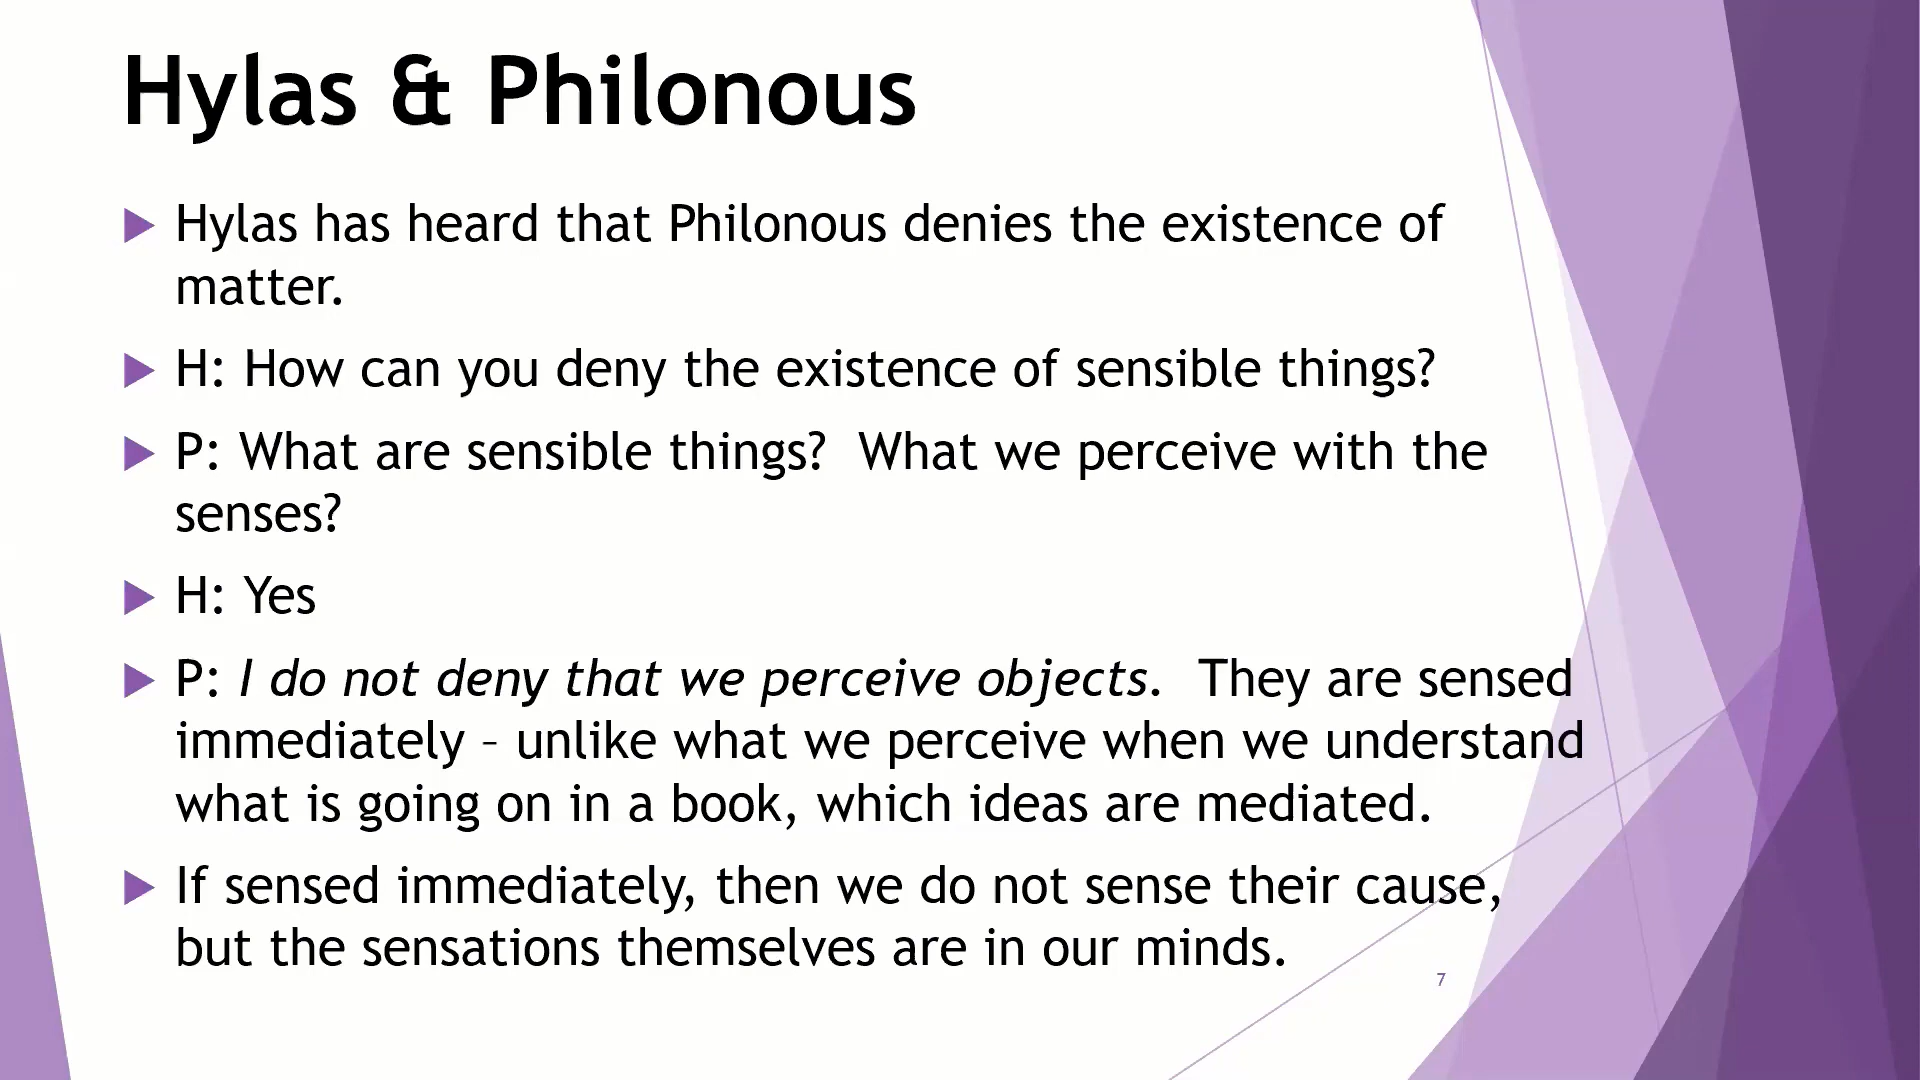 Hylas & Philonous
Hylas has heard that Philonous denies the existence of
matter.
H: How can you deny the existence of sensible things?
P: What are sensible things?  What we perceive with the
senses?
H: Yes
P: I do not deny that we perceive objects.  They are sensed
immediately – unlike what we perceive when we understand
what is going on in a book, which ideas are mediated.
If sensed immediately, then we do not sense their cause,
but the sensations themselves are in our minds.
7